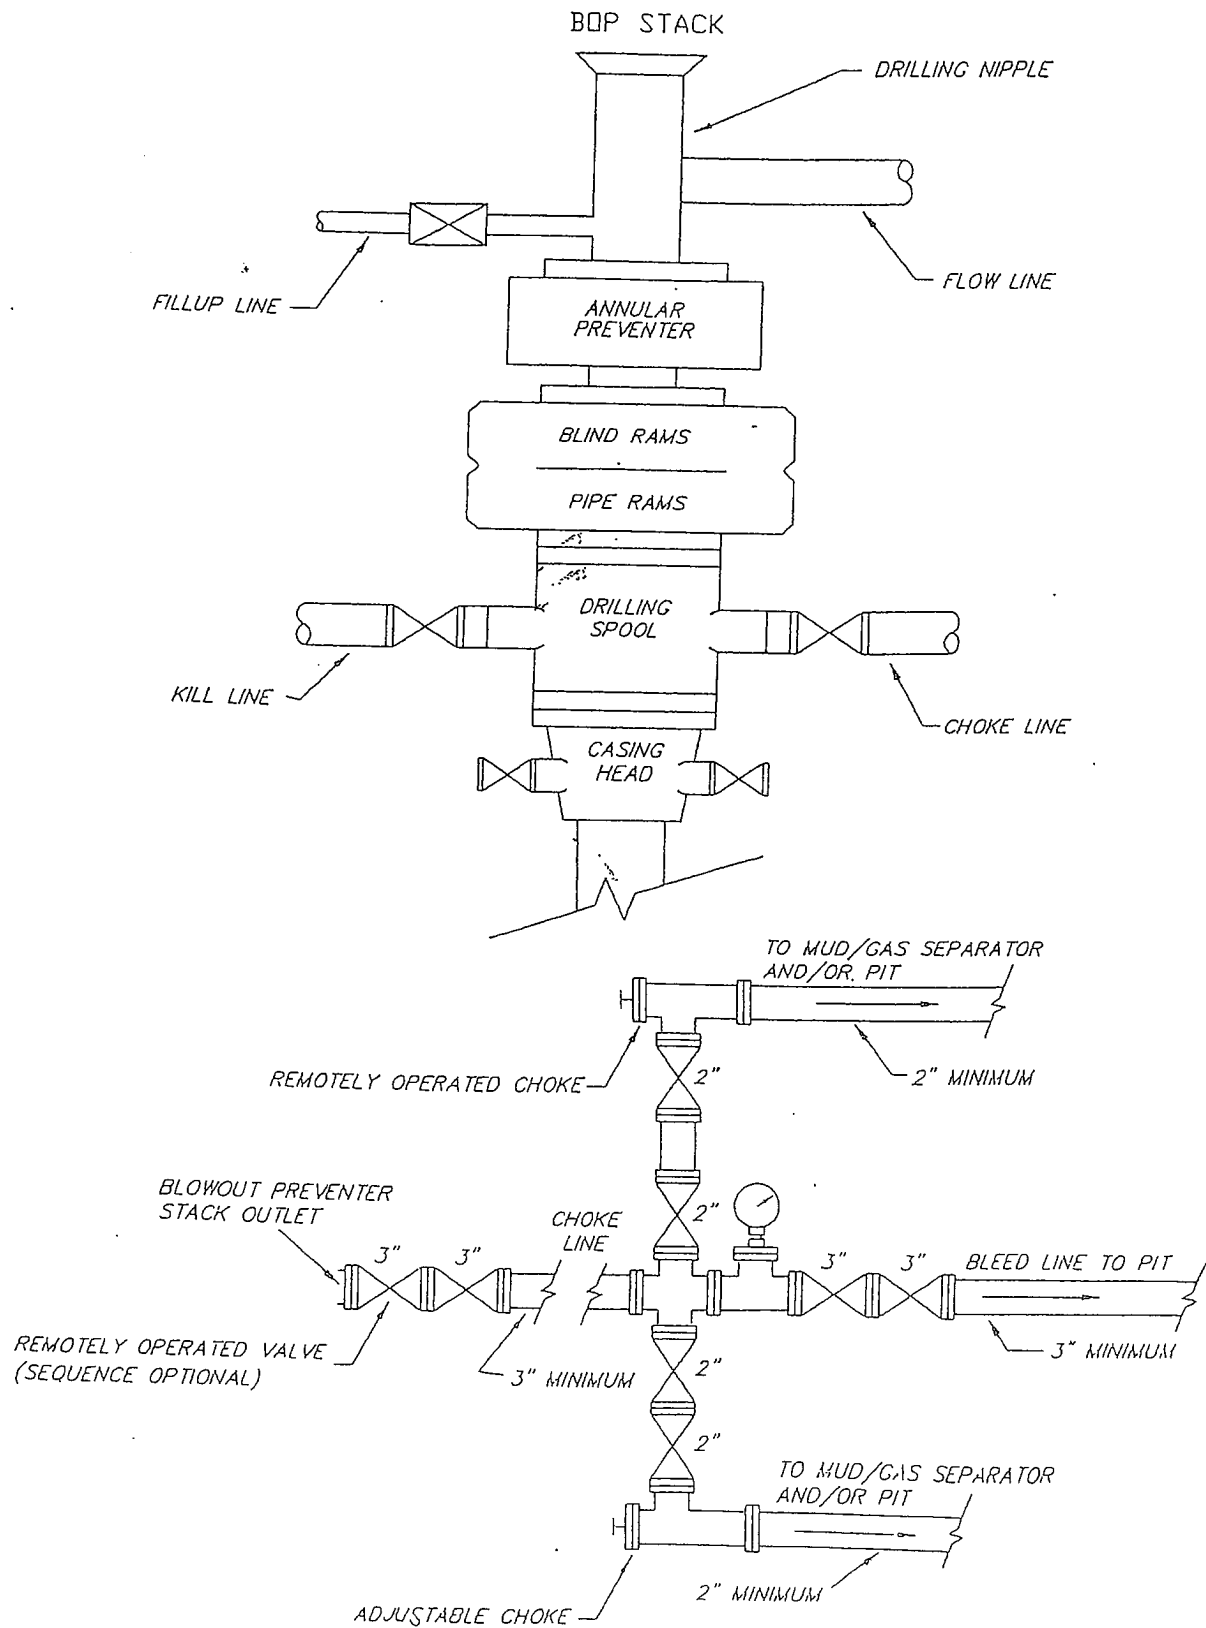 BOP STACK
DRILLING NIPPLE
FILLUP LINE
FLOW LINE
ANNULAR
PREVENTER
BLIND RAMS
PIPE RAMS
DRILLING
SPOOL
KILL LINE
CHOKE LINE
CASING
HEAD
TO MUD/GAS SEPARATOR
AND/OR PIT
REMOTELY OPERATED CHOKE
2"
2" MINIMUM
BLOWOUT PREVENTER
STACK OUTLET
2"
CHOKE
LINE
3"
3"
3"
3"
BLEED LINE TO PIT
REMOTELY OPERATED VALVE
(SEQUENCE OPTIONAL)
3" MINIMUM
3" MINIMUM
2"
2"
TO MUD/GAS SEPARATOR
AND/OR PIT
2" MINIMUM
ADJUSTABLE CHOKE